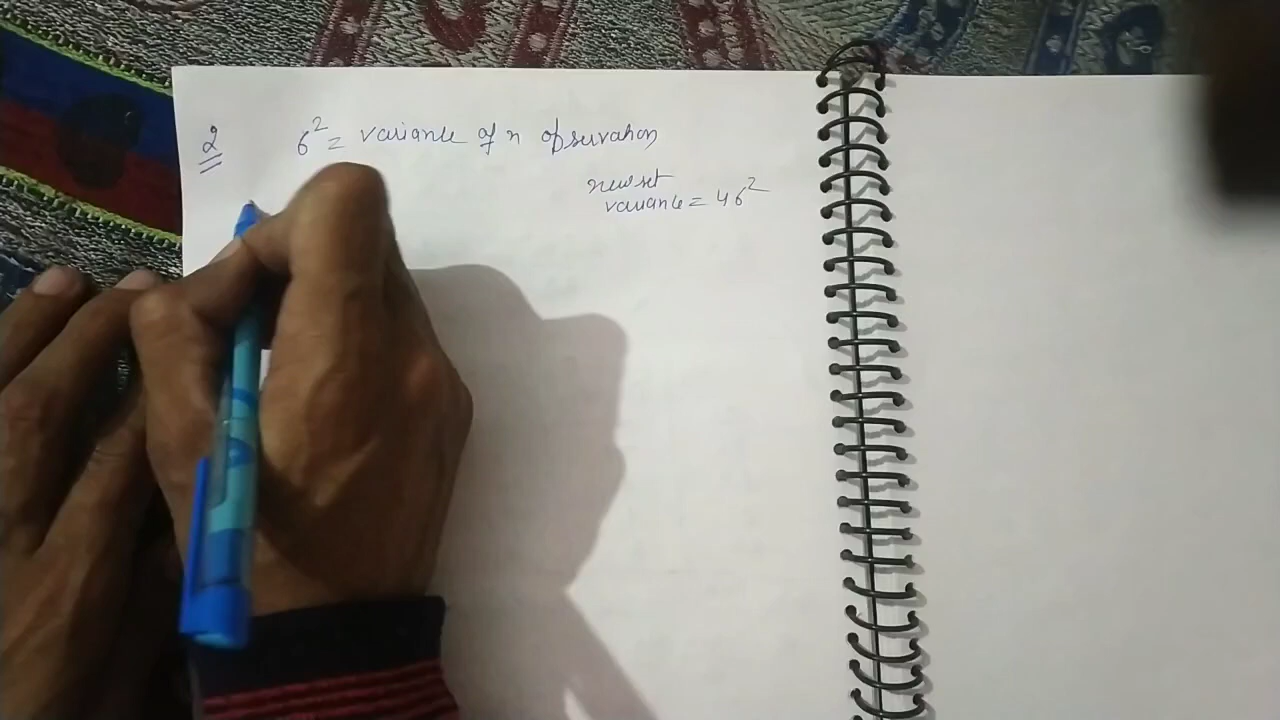 2
σ² = variance of n observation
new set
variance = 4σ²